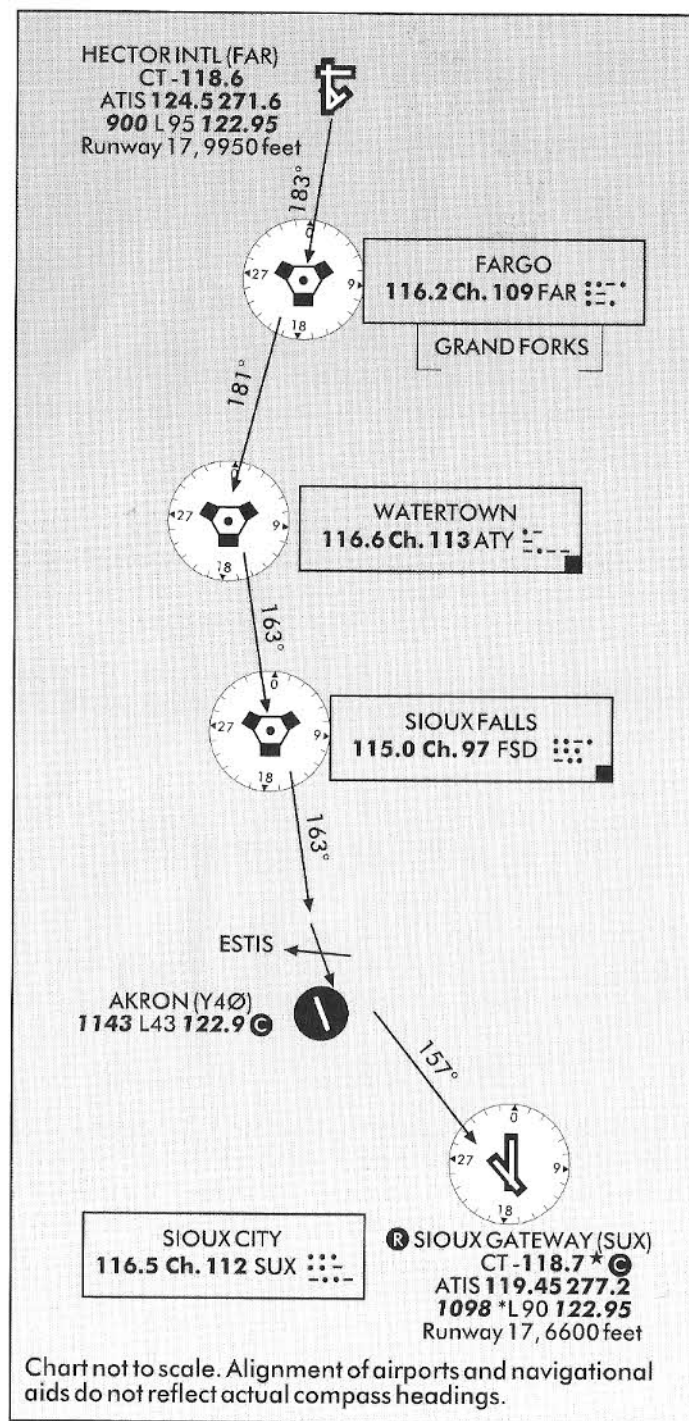 HECTOR INTL (FAR)
CT - 118.6
ATIS 124.5 271.6
900 L95 122.95
Runway 17, 9950 feet
183°
0
27
9
18
FARGO
116.2 Ch. 109 FAR
GRAND FORKS
181°
0
27
9
18
WATERTOWN
116.6 Ch. 113 ATY
163°
0
27
9
18
SIOUX FALLS
115.0 Ch. 97 FSD
163°
ESTIS
AKRON (Y4Ø)
1143 L43 122.9 C
157°
0
27
9
18
SIOUX CITY
116.5 Ch. 112 SUX
R SIOUX GATEWAY (SUX)
CT - 118.7 ★ C
ATIS 119.45 277.2
1098 *L90 122.95
Runway 17, 6600 feet
Chart not to scale. Alignment of airports and navigational
aids do not reflect actual compass headings.